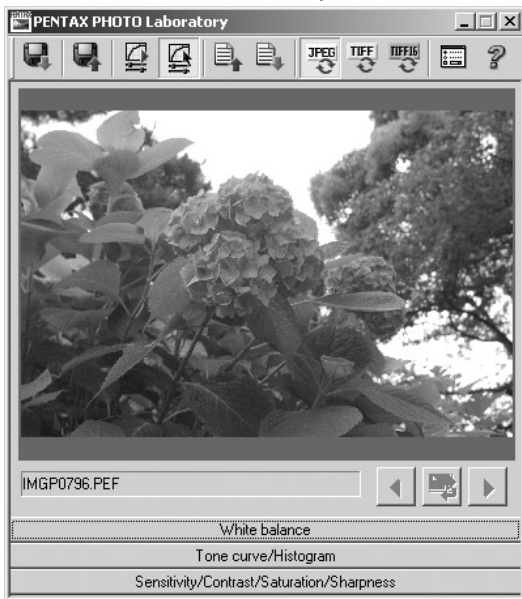 PENTAX PHOTO Laboratory
JPEG TIFF TIFF16 ?
IMGP0796.PEF
White balance
Tone curve/Histogram
Sensitivity/Contrast/Saturation/Sharpness